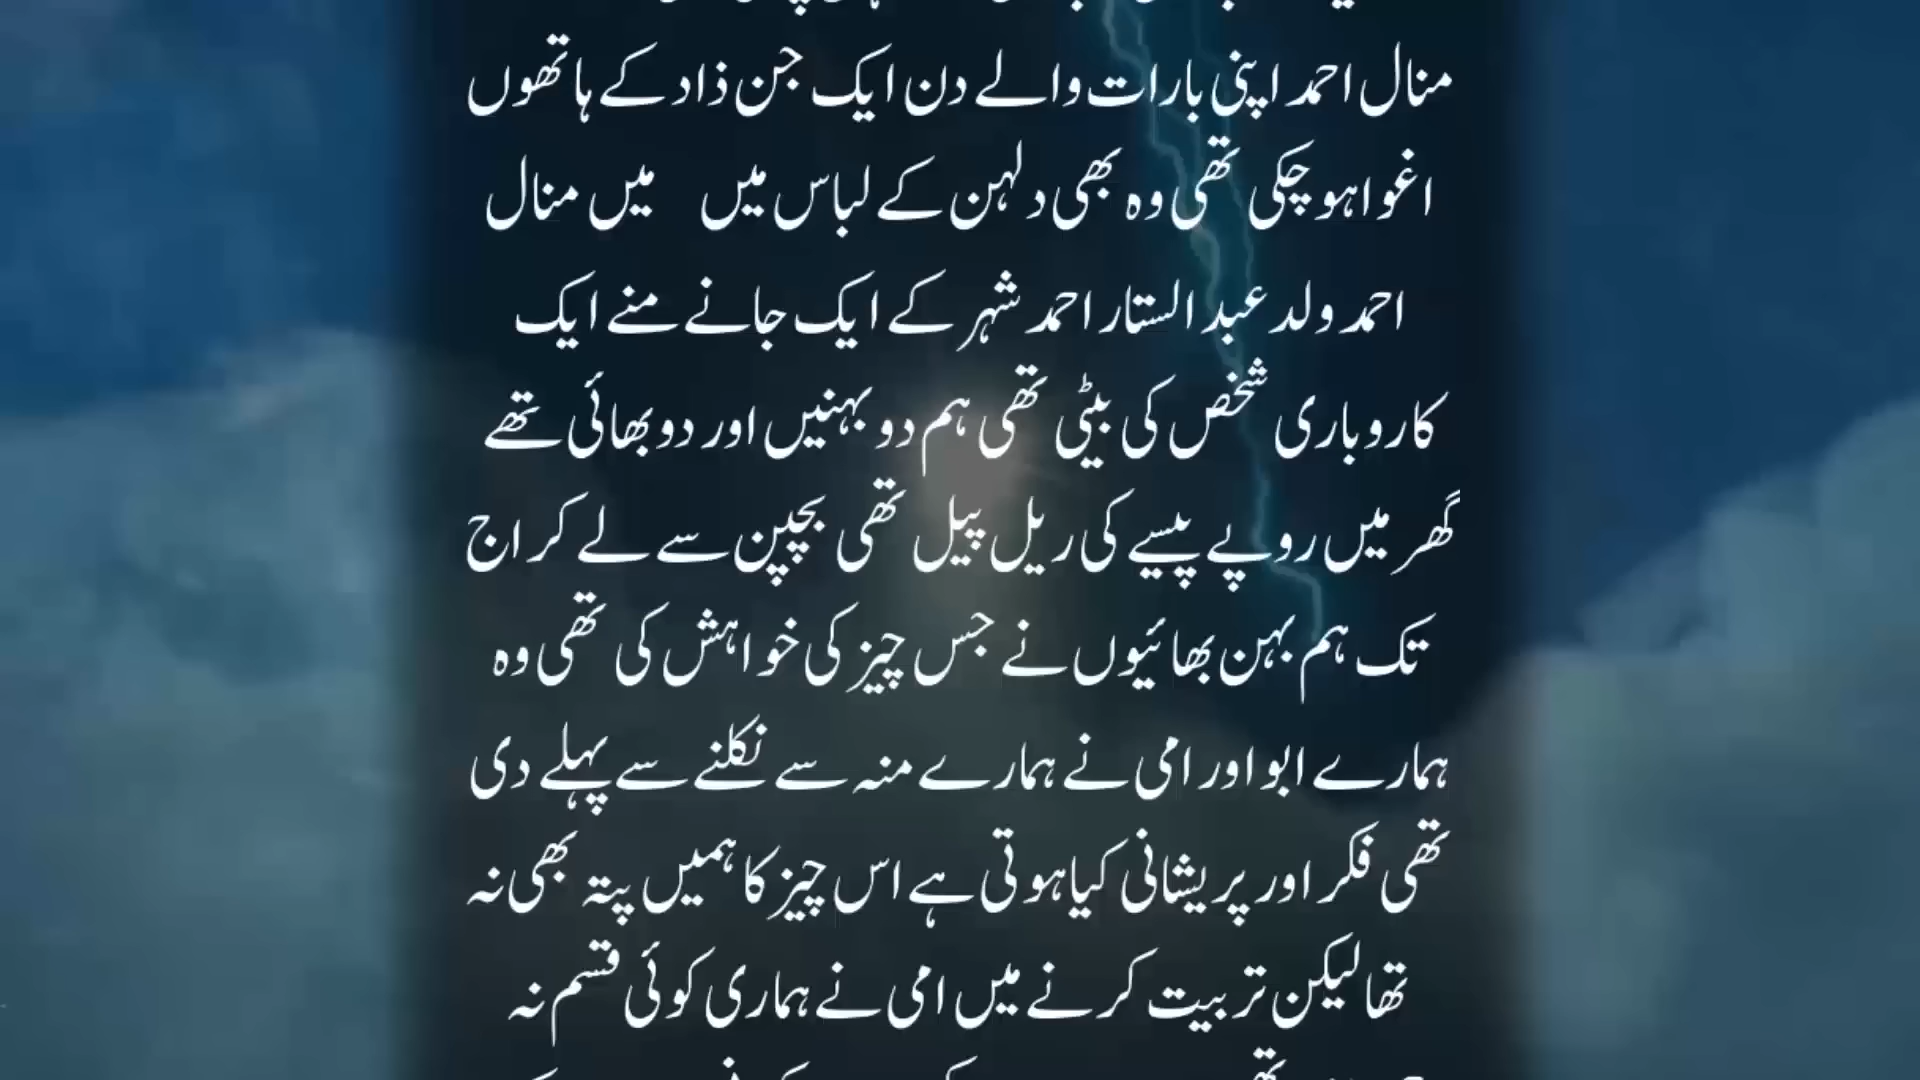 منال احمد اپنی بارات والے دن ایک جن ذاد کے ہاتھوں
اغوا ہو چکی تھی وہ بھی دلہن کے لباس میں میں منال
احمد ولد عبد الستار احمد شہر کے ایک جانے منے ایک
کاروباری شخص کی بیٹی تھی ہم دو بہنیں اور دو بھائی تھے
گھر میں روپے پیسے کی ریل پیل تھی بچپن سے لے کر اج
تک ہم بہن بھائیوں نے جس چیز کی خواہش کی تھی وہ
ہمارے ابو اور امی نے ہمارے منہ سے نکلنے سے پہلے دی
تھی فکر اور پریشانی کیا ہوتی ہے اس چیز کا ہمیں پتہ بھی نہ
تھا لیکن تربیت کرنے میں امی نے ہماری کوئی قسم نہ